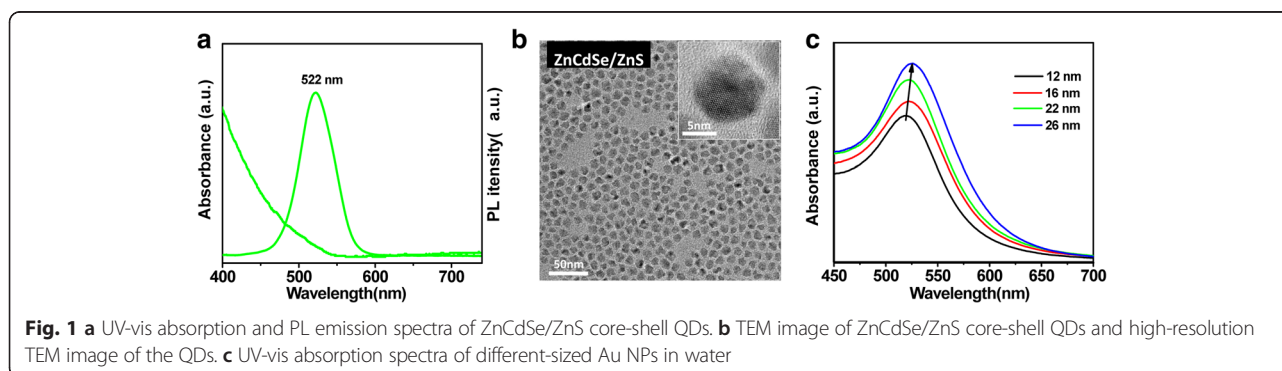 a
522 nm
Absorbance (a.u.)
PL itensity( a.u.)
400 500 600 700
Wavelength(nm)
b
ZnCdSe/ZnS
5nm
50nm
c
12 nm
16 nm
22 nm
26 nm
Absorbance (a.u.)
450 500 550 600 650 700
Wavelength(nm)
Fig. 1 a UV-vis absorption and PL emission spectra of ZnCdSe/ZnS core-shell QDs. b TEM image of ZnCdSe/ZnS core-shell QDs and high-resolution
TEM image of the QDs. c UV-vis absorption spectra of different-sized Au NPs in water